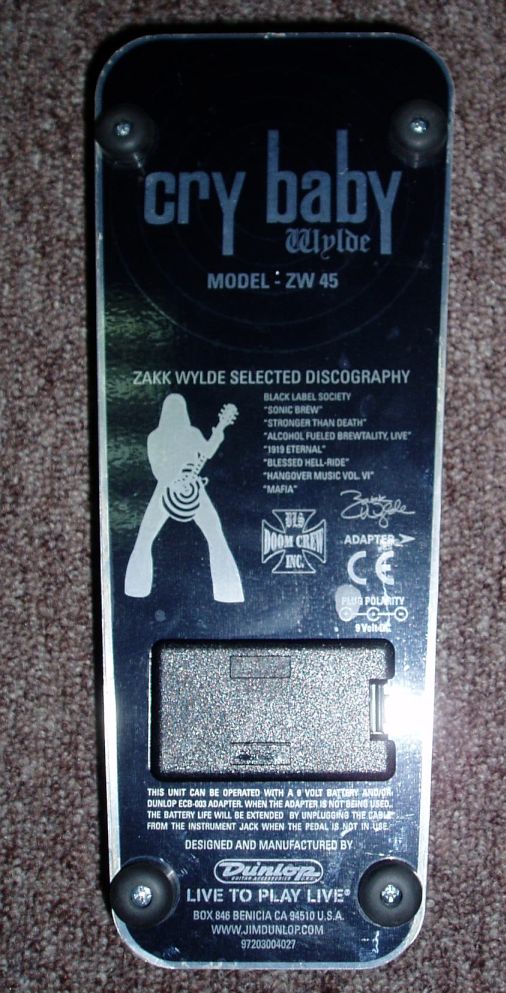 cry baby
Wylde
MODEL - ZW 45
ZAKK WYLDE SELECTED DISCOGRAPHY
BLACK LABEL SOCIETY
"SONIC BREW"
"STRONGER THAN DEATH"
"ALCOHOL FUELED BREWTALITY, LIVE"
"1919 ETERNAL"
"BLESSED HELL-RIDE"
"HANGOVER MUSIC VOL. VI"
"MAFIA"
Zakk
Wylde
BLS
DOOM CREW
INC.
ADAPTER
CE
PLUG POLARITY
9 Volt DC
THIS UNIT CAN BE OPERATED WITH A 9 VOLT BATTERY AND/OR
DUNLOP ECB-003 ADAPTER. WHEN THE ADAPTER IS NOT BEING USED,
THE BATTERY LIFE WILL BE EXTENDED BY UNPLUGGING THE CABLE
FROM THE INSTRUMENT JACK WHEN THE PEDAL IS NOT IN USE.
DESIGNED AND MANUFACTURED BY
Dunlop
GUITAR·ACCESSORIES U.S.A.
LIVE TO PLAY LIVE®
BOX 846 BENICIA CA 94510 U.S.A.
WWW.JIMDUNLOP.COM
97203004027